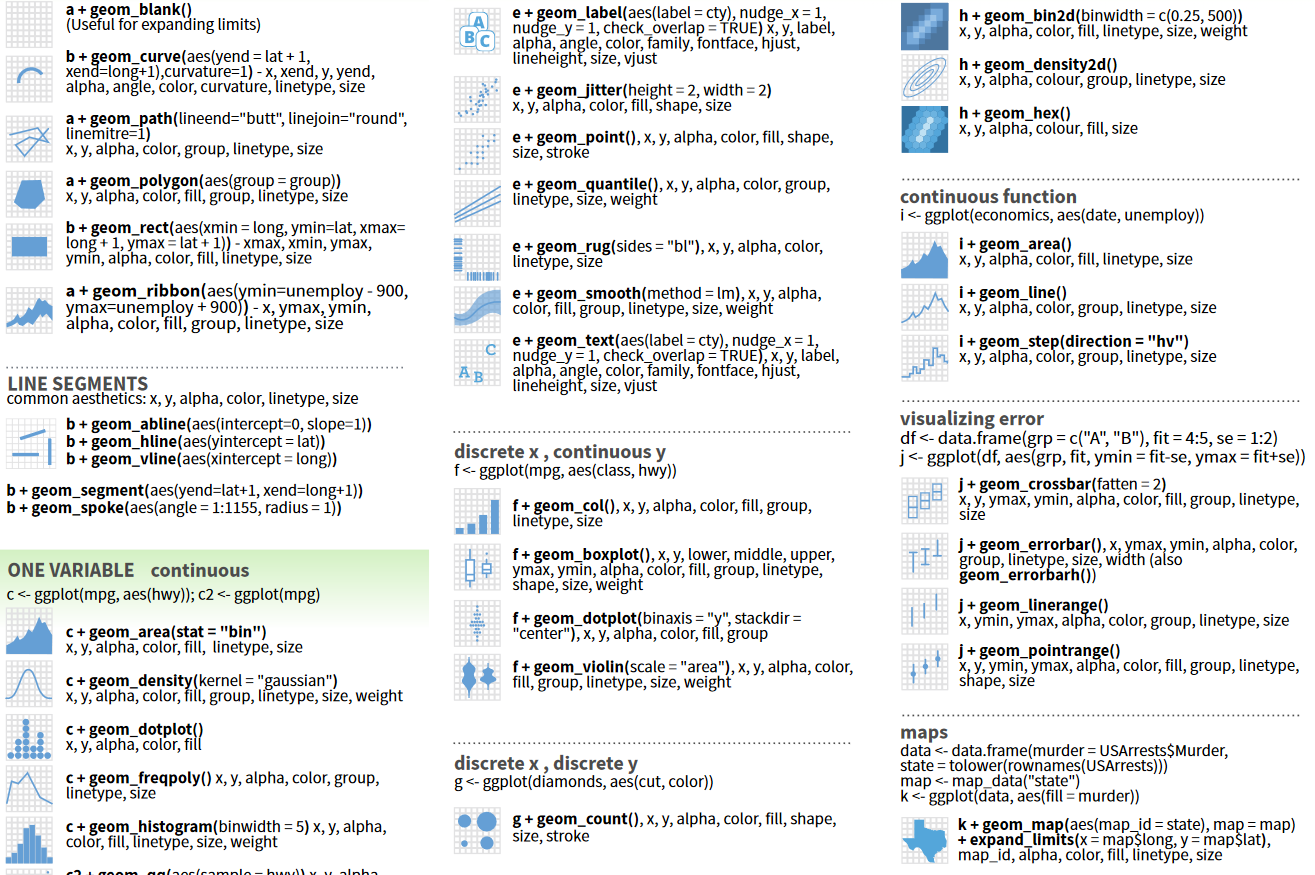 a + geom_blank()
(Useful for expanding limits)
b + geom_curve(aes(yend = lat + 1,
xend=long+1),curvature=1) - x, xend, y, yend,
alpha, angle, color, curvature, linetype, size
a + geom_path(lineend="butt", linejoin="round",
linemitre=1)
x, y, alpha, color, group, linetype, size
a + geom_polygon(aes(group = group))
x, y, alpha, color, fill, group, linetype, size
b + geom_rect(aes(xmin = long, ymin=lat, xmax=
long + 1, ymax = lat + 1)) - xmax, xmin, ymax,
ymin, alpha, color, fill, linetype, size
a + geom_ribbon(aes(ymin=unemploy - 900,
ymax=unemploy + 900)) - x, ymax, ymin,
alpha, color, fill, group, linetype, size
LINE SEGMENTS
common aesthetics: x, y, alpha, color, linetype, size
b + geom_abline(aes(intercept=0, slope=1))
b + geom_hline(aes(yintercept = lat))
b + geom_vline(aes(xintercept = long))
b + geom_segment(aes(yend=lat+1, xend=long+1))
b + geom_spoke(aes(angle = 1:1155, radius = 1))
ONE VARIABLE continuous
c <- ggplot(mpg, aes(hwy)); c2 <- ggplot(mpg)
c + geom_area(stat = "bin")
x, y, alpha, color, fill, linetype, size
c + geom_density(kernel = "gaussian")
x, y, alpha, color, fill, group, linetype, size, weight
c + geom_dotplot()
x, y, alpha, color, fill
c + geom_freqpoly() x, y, alpha, color, group,
linetype, size
c + geom_histogram(binwidth = 5) x, y, alpha,
color, fill, linetype, size, weight
c2 + geom_qq(aes(sample = hwy)) x, y, alpha,
e + geom_label(aes(label = cty), nudge_x = 1,
nudge_y = 1, check_overlap = TRUE) x, y, label,
alpha, angle, color, family, fontface, hjust,
lineheight, size, vjust
A
B C
e + geom_jitter(height = 2, width = 2)
x, y, alpha, color, fill, shape, size
e + geom_point(), x, y, alpha, color, fill, shape,
size, stroke
e + geom_quantile(), x, y, alpha, color, group,
linetype, size, weight
e + geom_rug(sides = "bl"), x, y, alpha, color,
linetype, size
e + geom_smooth(method = lm), x, y, alpha,
color, fill, group, linetype, size, weight
e + geom_text(aes(label = cty), nudge_x = 1,
nudge_y = 1, check_overlap = TRUE), x, y, label,
alpha, angle, color, family, fontface, hjust,
lineheight, size, vjust
C
A B
discrete x , continuous y
f <- ggplot(mpg, aes(class, hwy))
f + geom_col(), x, y, alpha, color, fill, group,
linetype, size
f + geom_boxplot(), x, y, lower, middle, upper,
ymax, ymin, alpha, color, fill, group, linetype,
shape, size, weight
f + geom_dotplot(binaxis = "y", stackdir =
"center"), x, y, alpha, color, fill, group
f + geom_violin(scale = "area"), x, y, alpha, color,
fill, group, linetype, size, weight
discrete x , discrete y
g <- ggplot(diamonds, aes(cut, color))
g + geom_count(), x, y, alpha, color, fill, shape,
size, stroke
h + geom_bin2d(binwidth = c(0.25, 500))
x, y, alpha, color, fill, linetype, size, weight
h + geom_density2d()
x, y, alpha, colour, group, linetype, size
h + geom_hex()
x, y, alpha, colour, fill, size
continuous function
i <- ggplot(economics, aes(date, unemploy))
i + geom_area()
x, y, alpha, color, fill, linetype, size
i + geom_line()
x, y, alpha, color, group, linetype, size
i + geom_step(direction = "hv")
x, y, alpha, color, group, linetype, size
visualizing error
df <- data.frame(grp = c("A", "B"), fit = 4:5, se = 1:2)
j <- ggplot(df, aes(grp, fit, ymin = fit-se, ymax = fit+se))
j + geom_crossbar(fatten = 2)
x, y, ymax, ymin, alpha, color, fill, group, linetype,
size
j + geom_errorbar(), x, ymax, ymin, alpha, color,
group, linetype, size, width (also
geom_errorbarh())
j + geom_linerange()
x, ymin, ymax, alpha, color, group, linetype, size
j + geom_pointrange()
x, y, ymin, ymax, alpha, color, fill, group, linetype,
shape, size
maps
data <- data.frame(murder = USArrests$Murder,
state = tolower(rownames(USArrests)))
map <- map_data("state")
k <- ggplot(data, aes(fill = murder))
k + geom_map(aes(map_id = state), map = map)
+ expand_limits(x = map$long, y = map$lat),
map_id, alpha, color, fill, linetype, size